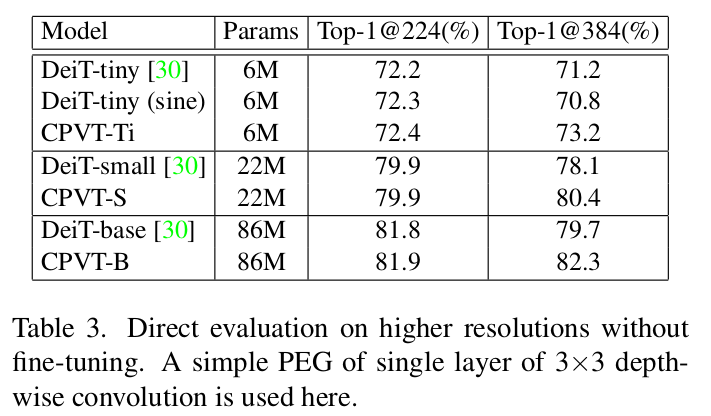 Model Params Top-1@224(%) Top-1@384(%)
DeiT-tiny [30] 6M 72.2 71.2
DeiT-tiny (sine) 6M 72.3 70.8
CPVT-Ti 6M 72.4 73.2
DeiT-small [30] 22M 79.9 78.1
CPVT-S 22M 79.9 80.4
DeiT-base [30] 86M 81.8 79.7
CPVT-B 86M 81.9 82.3
Table 3. Direct evaluation on higher resolutions without
fine-tuning. A simple PEG of single layer of 3×3 depth-
wise convolution is used here.